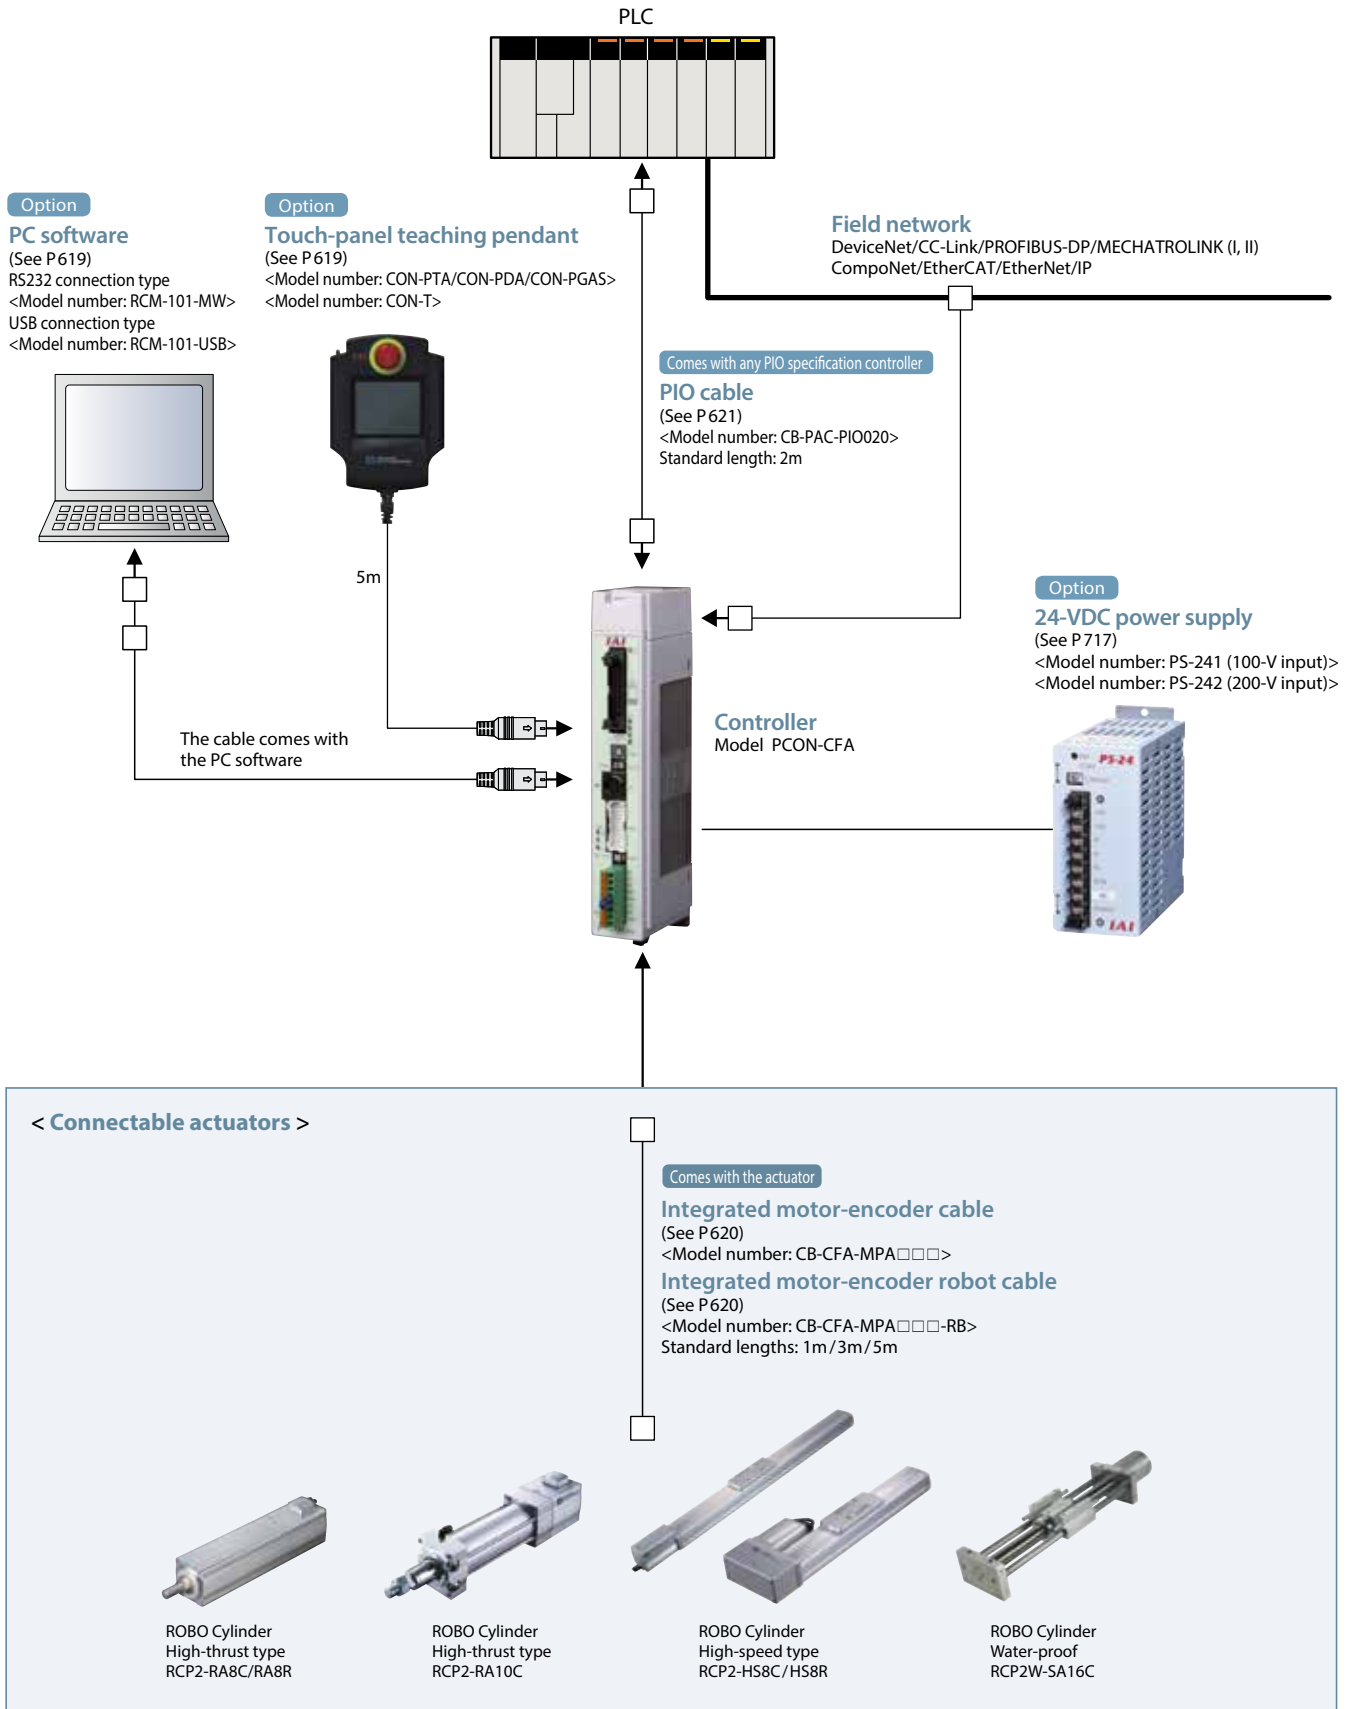 PLC
Option
PC software
(See P619)
RS232 connection type
<Model number: RCM-101-MW>
USB connection type
<Model number: RCM-101-USB>
Option
Touch-panel teaching pendant
(See P619)
<Model number: CON-PTA/CON-PDA/CON-PGAS>
<Model number: CON-T>
Field network
DeviceNet/CC-Link/PROFIBUS-DP/MECHATROLINK (I, II)
CompoNet/EtherCAT/EtherNet/IP
Comes with any PIO specification controller
PIO cable
(See P621)
<Model number: CB-PAC-PIO020>
Standard length: 2m
5m
Option
24-VDC power supply
(See P717)
<Model number: PS-241 (100-V input)>
<Model number: PS-242 (200-V input)>
IAI
The cable comes with
the PC software
Controller
Model PCON-CFA
PS-24
IAI
< Connectable actuators >
Comes with the actuator
Integrated motor-encoder cable
(See P620)
<Model number: CB-CFA-MPA□□□>
Integrated motor-encoder robot cable
(See P620)
<Model number: CB-CFA-MPA□□□-RB>
Standard lengths: 1m/3m/5m
ROBO Cylinder
High-thrust type
RCP2-RA8C/RA8R
ROBO Cylinder
High-thrust type
RCP2-RA10C
ROBO Cylinder
High-speed type
RCP2-HS8C/HS8R
ROBO Cylinder
Water-proof
RCP2W-SA16C